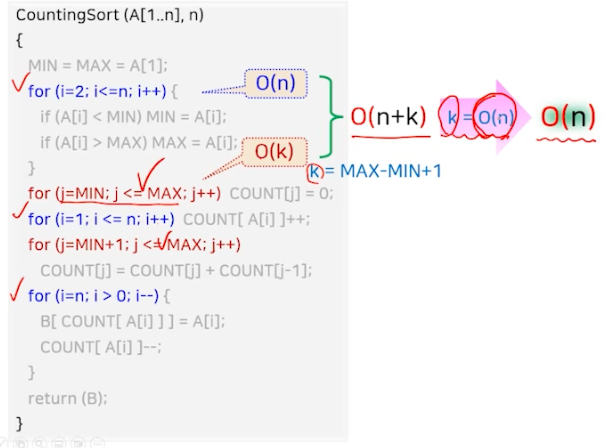 CountingSort (A[1..n], n)
{
MIN = MAX = A[1];
for (i=2; i<=n; i++) {
O(n)
if (A[i] < MIN) MIN = A[i];
if (A[i] > MAX) MAX = A[i];
O(n+k) k = O(n) O(n)
}
O(k)
k = MAX-MIN+1
for (j=MIN; j <= MAX; j++) COUNT[j] = 0;
for (i=1; i <= n; i++) COUNT[ A[i] ]++;
for (j=MIN+1; j <= MAX; j++)
COUNT[j] = COUNT[j] + COUNT[j-1];
for (i=n; i > 0; i--) {
B[ COUNT[ A[i] ] ] = A[i];
COUNT[ A[i] ]--;
}
return (B);
}